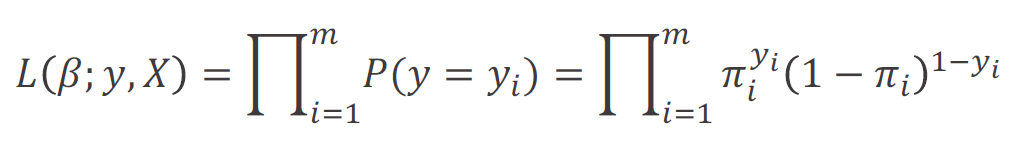 L(β; y, X) = ∏_{i=1}^{m} P(y = y_i) = ∏_{i=1}^{m} π_i^{y_i}(1 − π_i)^{1−y_i}